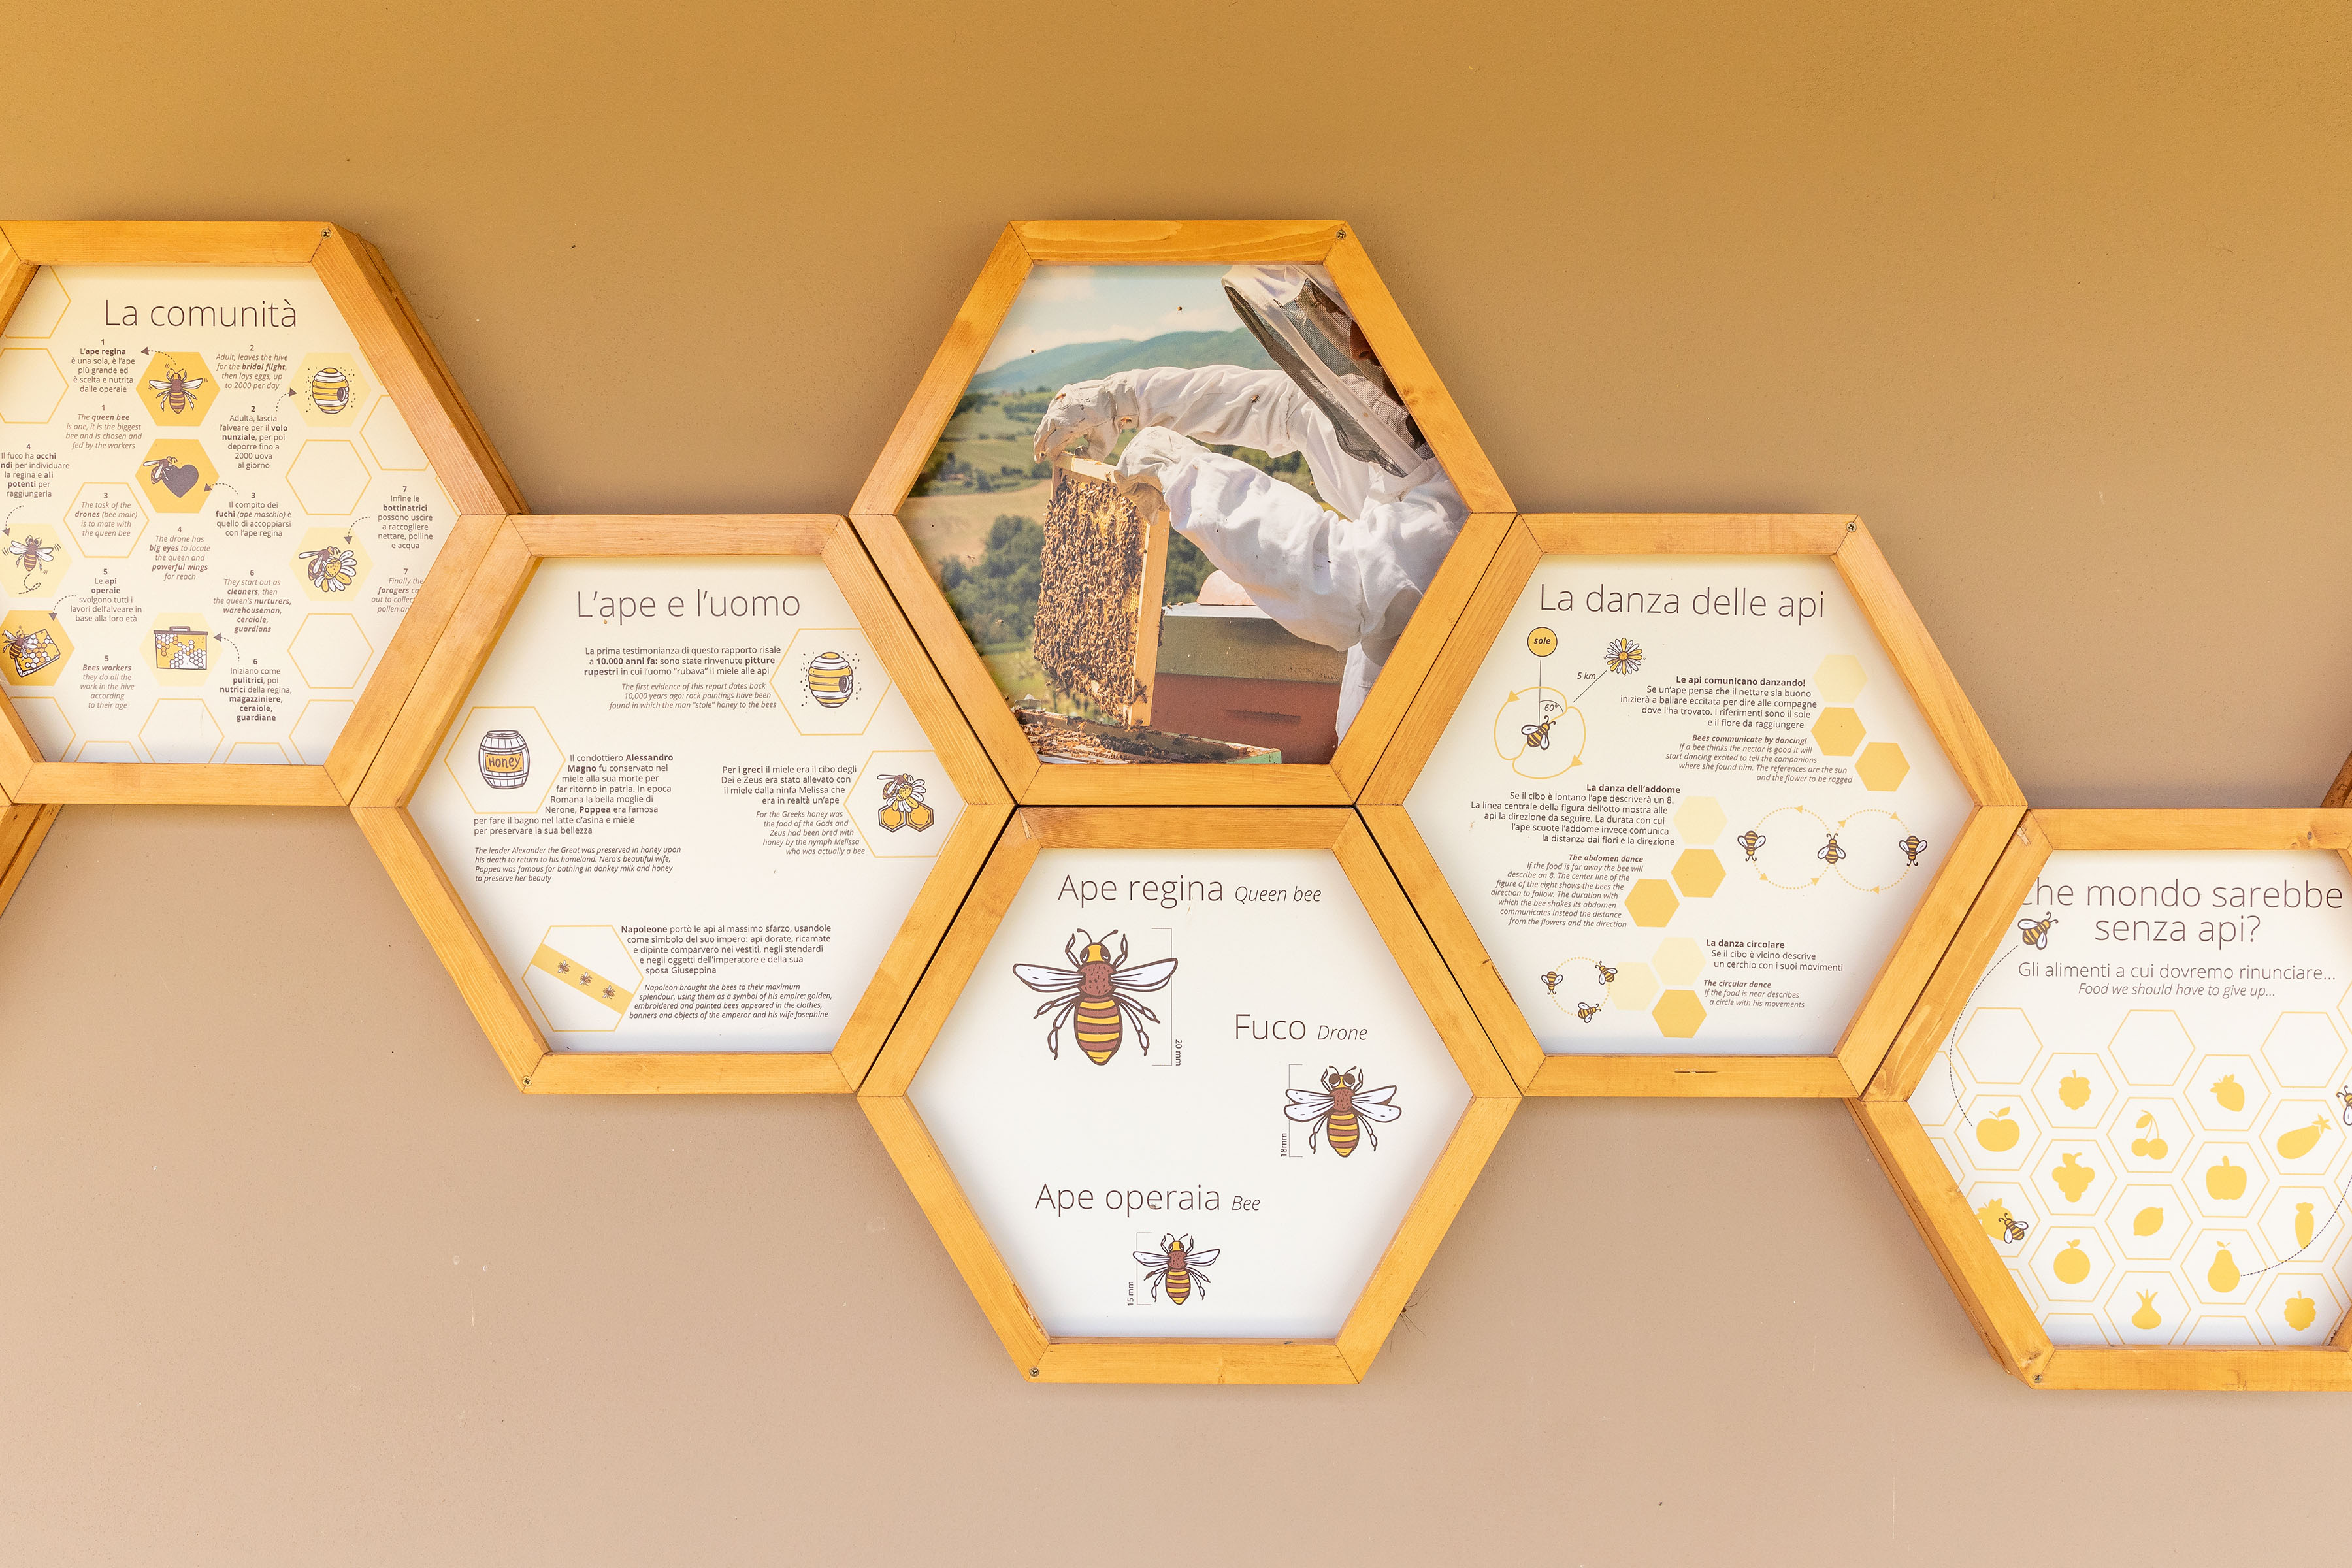 La comunità
1
L'ape regina
è una sola, è l'ape
più grande ed
è scelta e nutrita
dalle operaie
1
The queen bee
is one, it is the biggest
bee and is chosen and
fed by the workers
2
Adult, leaves the hive
for the bridal flight,
then lays eggs, up
to 2000 per day
2
Adulta, lascia
l'alveare per il volo
nunziale, per poi
deporre fino a
2000 uova
al giorno
4
Il fuco ha occhi
ndi per individuare
la regina e ali
potenti per
raggiungerla
3
The task of the
drones (bee male)
is to mate with
the queen bee
3
Il compito dei
fuchi (ape maschio) è
quello di accoppiarsi
con l'ape regina
4
The drone has
big eyes to locate
the queen and
powerful wings
for reach
7
Infine le
bottinatrici
possono uscire
a raccogliere
nettare, polline
e acqua
7
Finally the
foragers
out to collec
pollen an
5
Le api
operaie
svolgono tutti i
lavori dell'alveare in
base alla loro età
6
They start out as
cleaners, then
the queen's nurturers,
warehouseman,
ceraiole,
guardians
5
Bees workers
they do all the
work in the hive
according
to their age
6
Iniziano come
pulitrici, poi
nutrici della regina,
magazziniere,
ceraiole,
guardiane
L'ape e l'uomo
La prima testimonianza di questo rapporto risale
a 10.000 anni fa: sono state rinvenute pitture
rupestri in cui l'uomo "rubava" il miele alle api
The first evidence of this report dates back
10,000 years ago: rock paintings have been
found in which the man "stole" honey to the bees
Honey
Il condottiero Alessandro
Magno fu conservato nel
miele alla sua morte per
far ritorno in patria. In epoca
Romana la bella moglie di
Nerone, Poppea era famosa
per fare il bagno nel latte d'asina e miele
per preservare la sua bellezza
The leader Alexander the Great was preserved in honey upon
his death to return to his homeland. Nero's beautiful wife,
Poppea was famous for bathing in donkey milk and honey
to preserve her beauty
Per i greci il miele era il cibo degli
Dei e Zeus era stato allevato con
il miele dalla ninfa Melissa che
era in realtà un'ape
For the Greeks honey was
the food of the Gods and
Zeus had been bred with
honey by the nymph Melissa
who was actually a bee
Napoleone portò le api al massimo sfarzo, usandole
come simbolo del suo impero: api dorate, ricamate
e dipinte comparvero nei vestiti, negli stendardi
e negli oggetti dell'imperatore e della sua
sposa Giuseppina
Napoleon brought the bees to their maximum
splendour, using them as a symbol of his empire: golden,
embroidered and painted bees appeared in the clothes,
banners and objects of the emperor and his wife Josephine
Ape regina Queen bee
20 mm
Fuco Drone
18mm
Ape operaia Bee
15 mm
La danza delle api
sole
5 km
60°
Le api comunicano danzando!
Se un'ape pensa che il nettare sia buono
inizierà a ballare eccitata per dire alle compagne
dove l'ha trovato. I riferimenti sono il sole
e il fiore da raggiungere
Bees communicate by dancing!
If a bee thinks the nectar is good it will
start dancing excited to tell the companions
where she found him. The references are the sun
and the flower to be ragged
La danza dell'addome
Se il cibo è lontano l'ape descriverà un 8.
La linea centrale della figura dell'otto mostra alle
api la direzione da seguire. La durata con cui
l'ape scuote l'addome invece comunica
la distanza dai fiori e la direzione
The abdomen dance
If the food is far away the bee will
describe an 8. The center line of the
figure of the eight shows the bees the
direction to follow. The duration with
which the bee shakes its abdomen
communicates instead the distance
from the flowers and the direction
La danza circolare
Se il cibo è vicino descrive
un cerchio con i suoi movimenti
The circular dance
If the food is near describes
a circle with his movements
Che mondo sarebbe
senza api?
Gli alimenti a cui dovremo rinunciare...
Food we should have to give up...